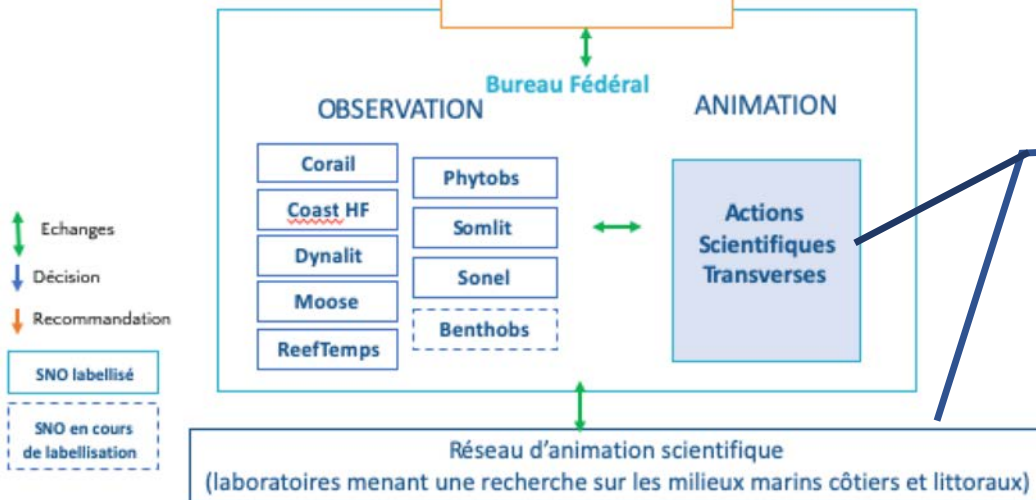 Bureau Fédéral
OBSERVATION
ANIMATION
Corail
Coast HF
Dynalit
Moose
ReefTemps
Phytobs
Somlit
Sonel
Benthobs
Actions
Scientifiques
Transverses
Echanges
Décision
Recommandation
SNO labellisé
SNO en cours
de labellisation
Réseau d’animation scientifique
(laboratoires menant une recherche sur les milieux marins côtiers et littoraux)